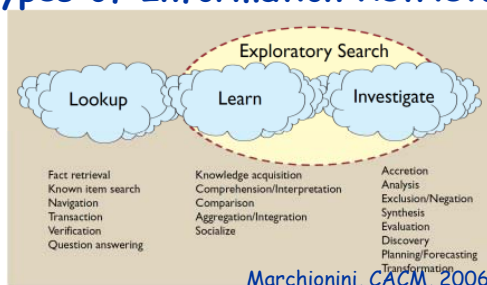 Exploratory Search
Lookup
Learn
Investigate
Fact retrieval
Known item search
Navigation
Transaction
Verification
Question answering
Knowledge acquisition
Comprehension/Interpretation
Comparison
Aggregation/Integration
Socialize
Accretion
Analysis
Exclusion/Negation
Synthesis
Evaluation
Discovery
Planning/Forecasting
Transformation
Marchionini CACM 2006